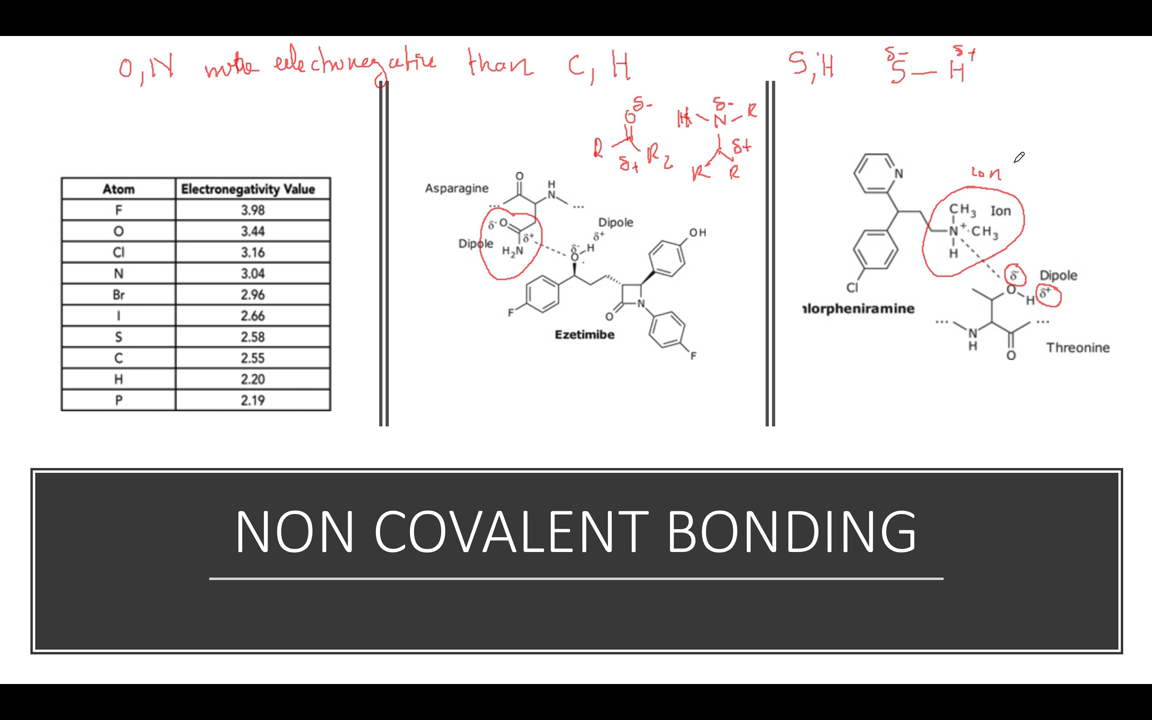 O, N more electronegative than C, H
S, H
δ- δ+
S — H
Atom Electronegativity Value
F 3.98
O 3.44
Cl 3.16
N 3.04
Br 2.96
I 2.66
S 2.58
C 2.55
H 2.20
P 2.19
δ-
O
R
δ+
R2
δ-
H N R
δ+
R R
Asparagine
O
H
N
... ...
δ- O
δ+
Dipole
H2N
Dipole
δ-
O
H
δ+
OH
F
O
N
F
Ezetimibe
ion
N
CH3 Ion
N+ CH3
H
Cl
hlorpheniramine
δ- Dipole
O
H δ+
... ...
N
H
O
Threonine
NON COVALENT BONDING